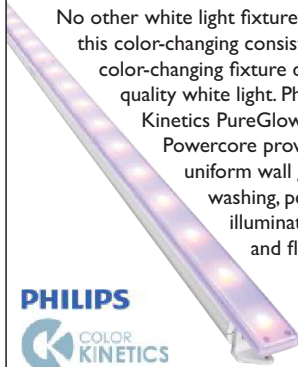 No other white light fixture
this color-changing consis
color-changing fixture
quality white light. Ph
Kinetics PureGlow
Powercore prov
uniform wall
washing, pe
illuminat
and fl
PHILIPS
COLOR
KINETICS